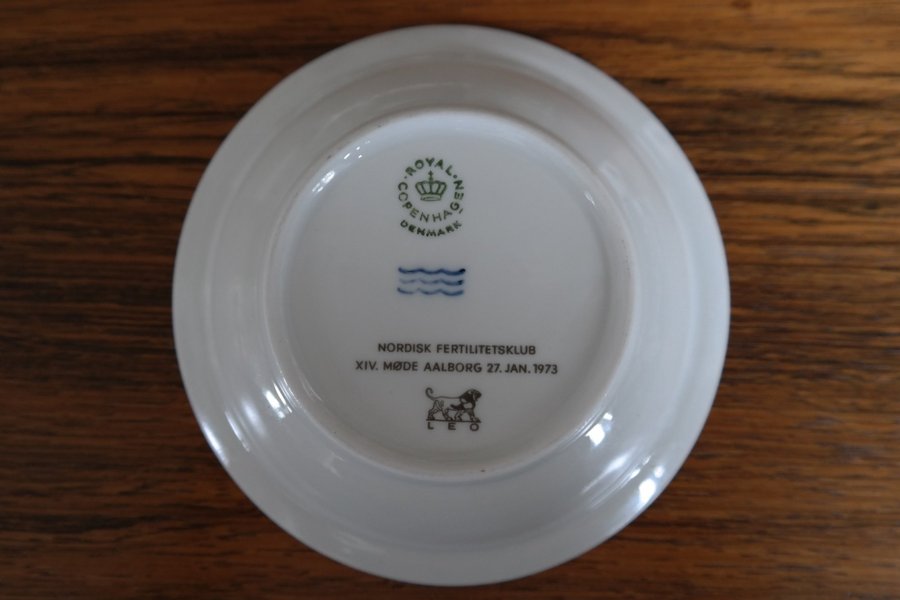 ROYAL COPENHAGEN
DENMARK
NORDISK FERTILITETSKLUB
XIV. MØDE AALBORG 27. JAN. 1973
LEO